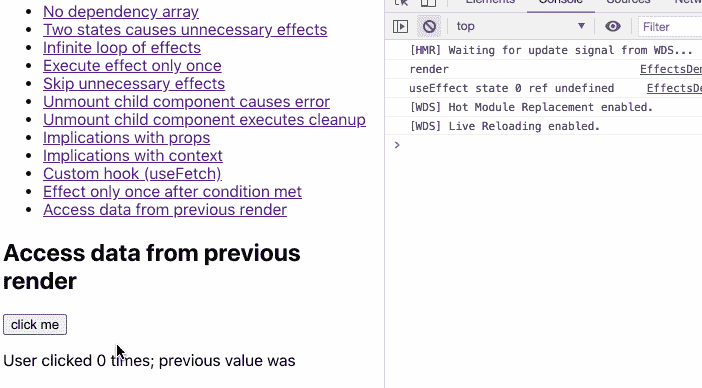 No dependency array
Two states causes unnecessary effects
Infinite loop of effects
Execute effect only once
Skip unnecessary effects
Unmount child component causes error
Unmount child component executes cleanup
Implications with props
Implications with context
Custom hook (useFetch)
Effect only once after condition met
Access data from previous render
Access data from previous
render
click me
User clicked 0 times; previous value was
Elements Console Sources
top Filter
[HMR] Waiting for update signal from WDS...
render EffectsDem
useEffect state 0 ref undefined EffectsDe
[WDS] Hot Module Replacement enabled.
[WDS] Live Reloading enabled.
>